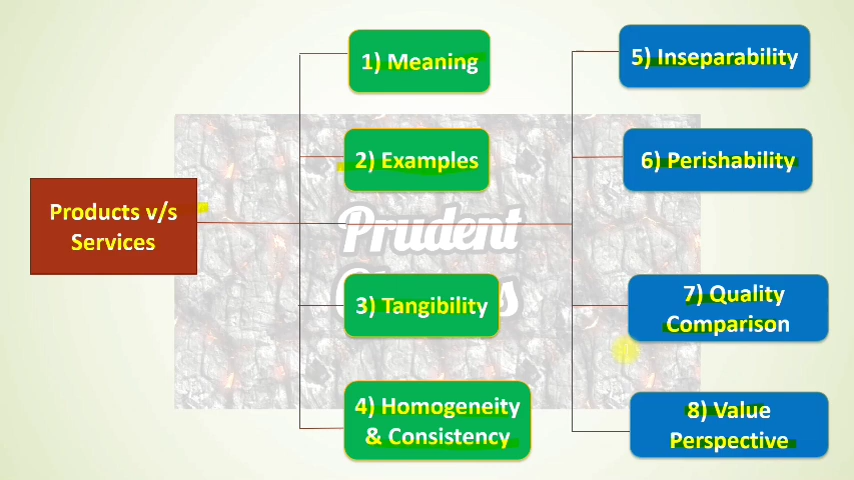 Products v/s
Services
1) Meaning
2) Examples
3) Tangibility
4) Homogeneity
& Consistency
5) Inseparability
6) Perishability
7) Quality
Comparison
8) Value
Perspective
Prudent